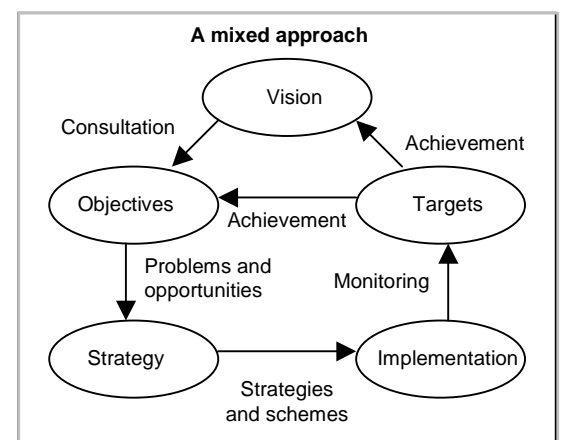 A mixed approach
Vision
Consultation
Achievement
Objectives
Targets
Achievement
Problems and
opportunities
Monitoring
Strategy
Implementation
Strategies
and schemes